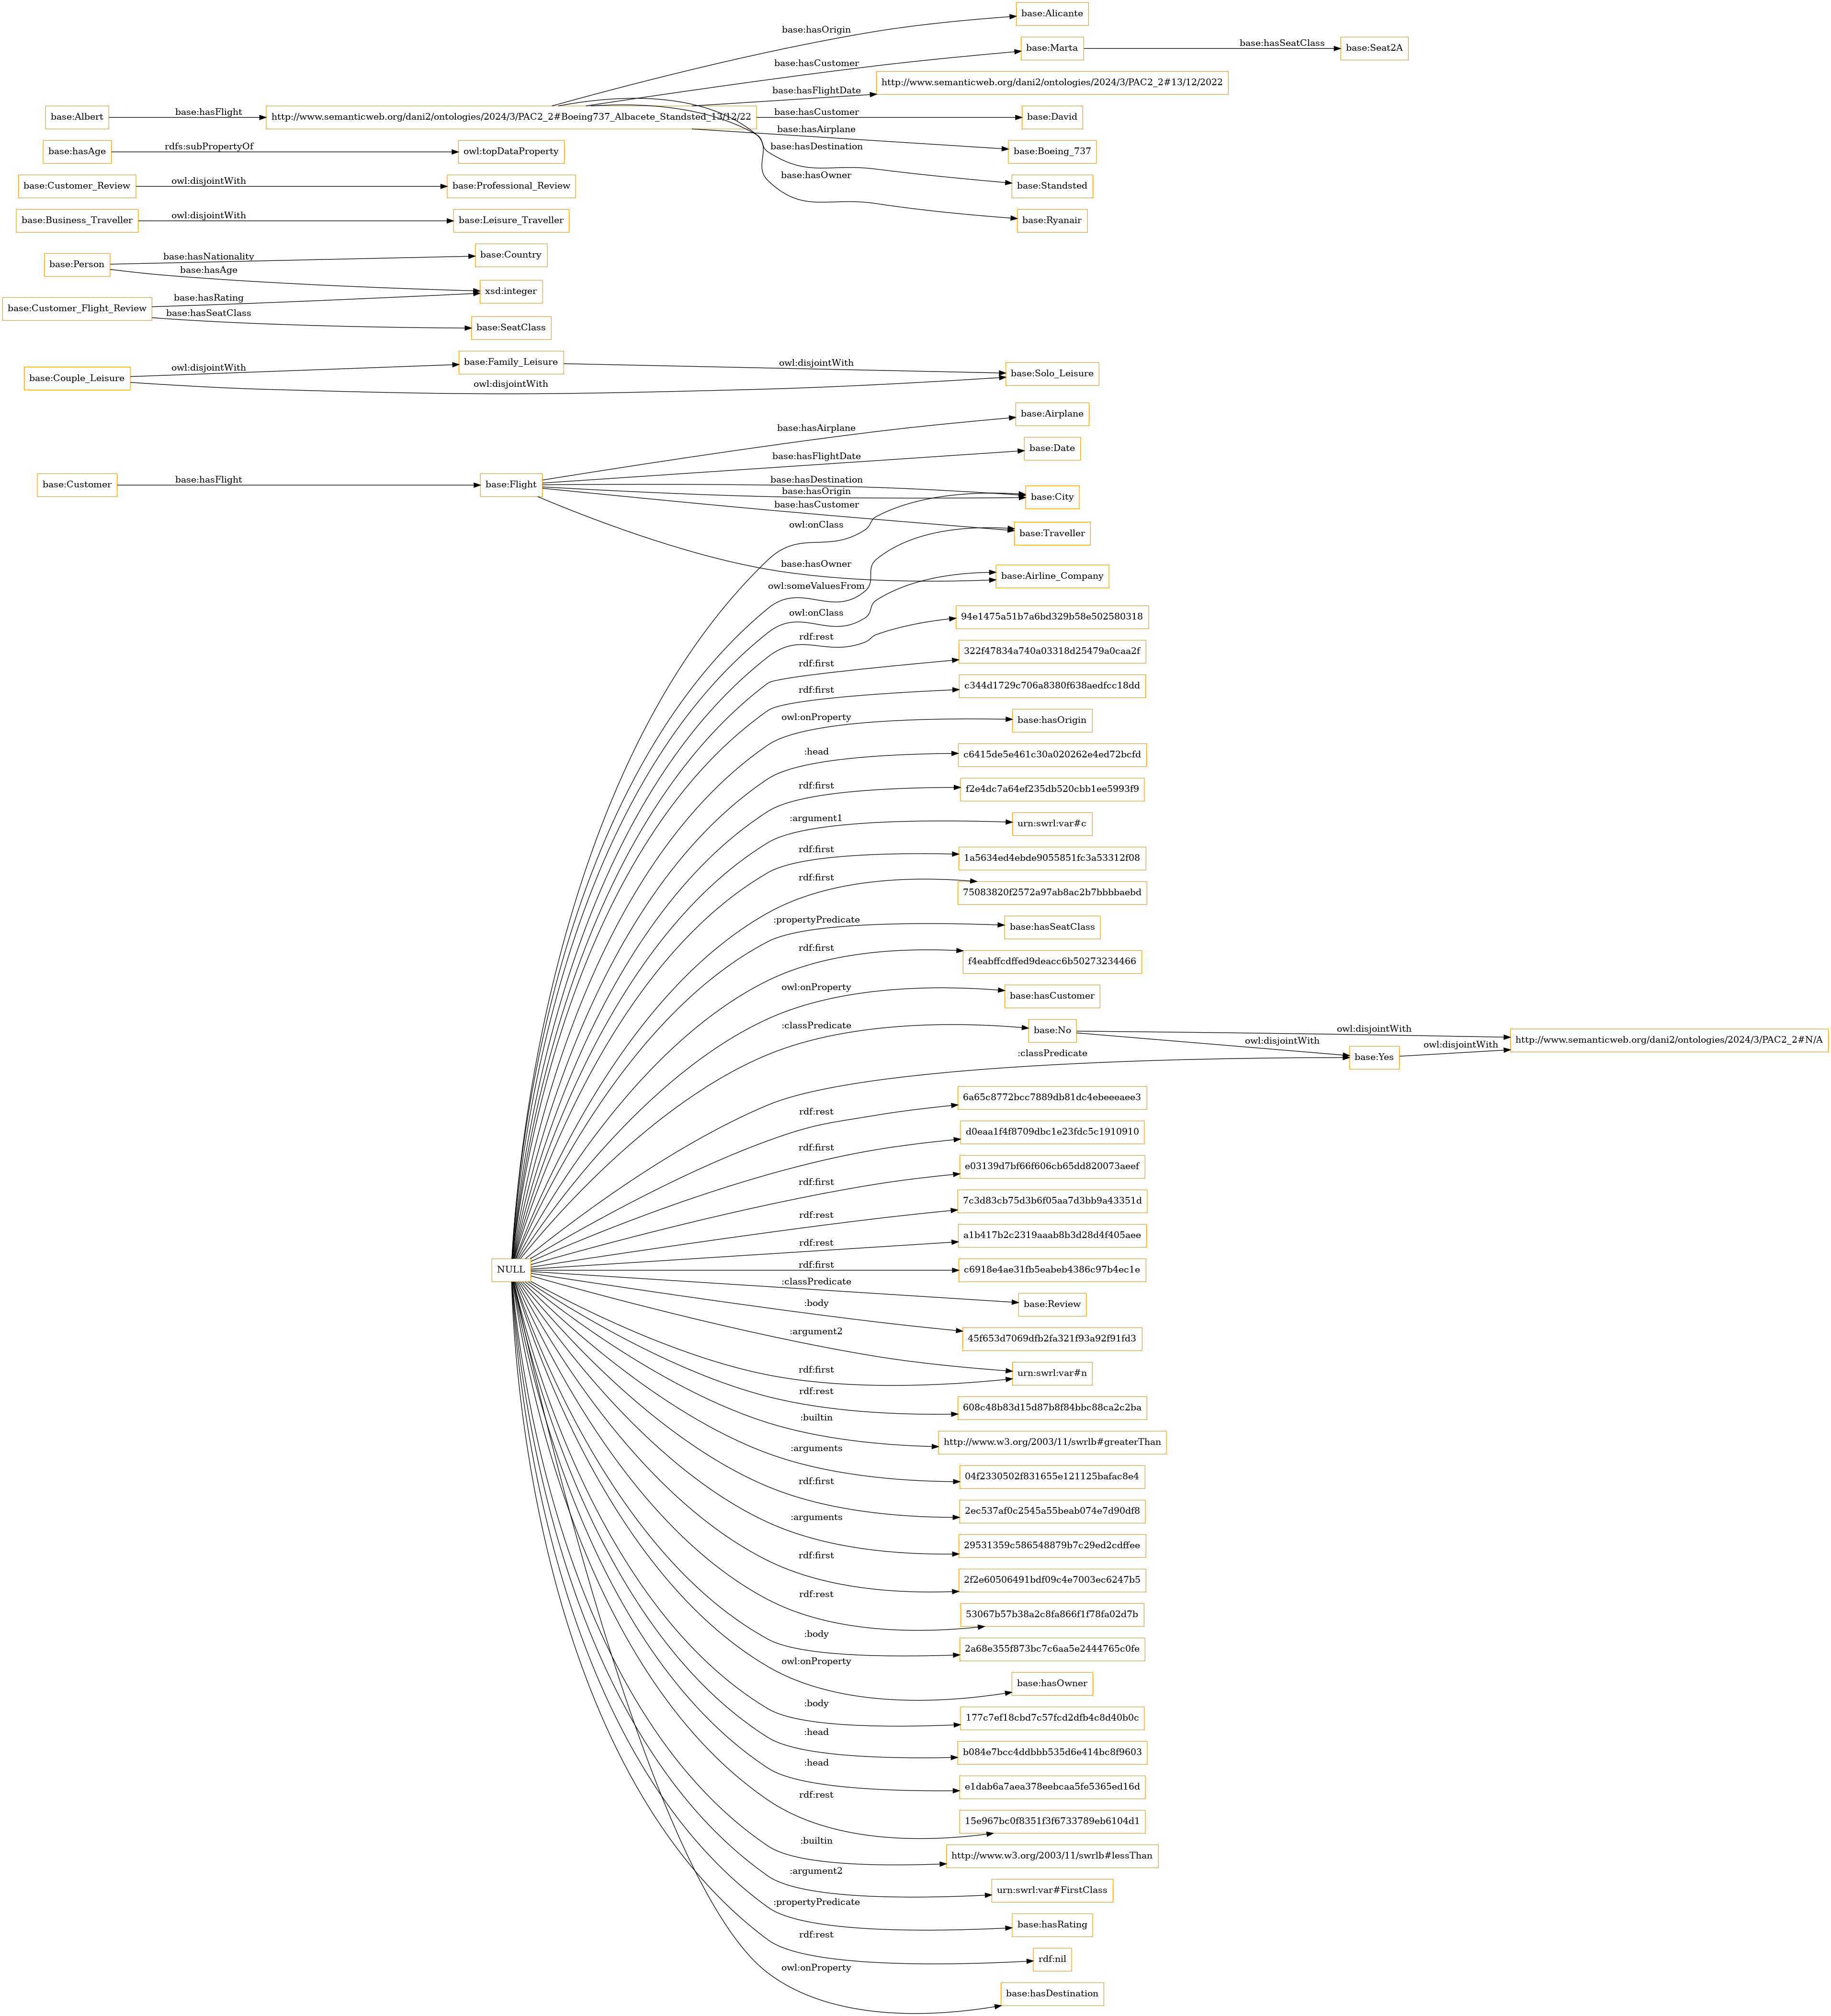 base:Alicante
base:hasOrigin
base:Marta
base:hasSeatClass
base:Seat2A
base:hasCustomer
http://www.semanticweb.org/dani2/ontologies/2024/3/PAC2_2#13/12/2022
base:hasFlightDate
base:Albert
base:hasFlight
http://www.semanticweb.org/dani2/ontologies/2024/3/PAC2_2#Boeing737_Albacete_Standsted_13/12/22
base:hasCustomer
base:David
base:hasAirplane
base:Boeing_737
base:hasAge
rdfs:subPropertyOf
owl:topDataProperty
base:hasDestination
base:Standsted
base:Customer_Review
owl:disjointWith
base:Professional_Review
base:hasOwner
base:Ryanair
base:Business_Traveller
owl:disjointWith
base:Leisure_Traveller
base:Person
base:hasNationality
base:Country
base:hasAge
xsd:integer
base:Customer_Flight_Review
base:hasRating
base:hasSeatClass
base:SeatClass
base:Couple_Leisure
owl:disjointWith
base:Family_Leisure
owl:disjointWith
base:Solo_Leisure
owl:disjointWith
base:Airplane
base:hasAirplane
base:Date
base:hasFlightDate
base:Customer
base:hasFlight
base:Flight
base:hasDestination
base:hasOrigin
base:City
base:hasCustomer
owl:onClass
base:Traveller
base:hasOwner
base:Airline_Company
owl:someValuesFrom
owl:onClass
94e1475a51b7a6bd329b58e502580318
rdf:rest
322f47834a740a03318d25479a0caa2f
rdf:first
c344d1729c706a8380f638aedfcc18dd
rdf:first
base:hasOrigin
owl:onProperty
c6415de5e461c30a020262e4ed72bcfd
:head
f2e4dc7a64ef235db520cbb1ee5993f9
rdf:first
urn:swrl:var#c
:argument1
1a5634ed4ebde9055851fc3a53312f08
rdf:first
75083820f2572a97ab8ac2b7bbbbaebd
rdf:first
base:hasSeatClass
:propertyPredicate
f4eabffcdffed9deacc6b50273234466
rdf:first
base:hasCustomer
owl:onProperty
base:No
:classPredicate
owl:disjointWith
owl:disjointWith
http://www.semanticweb.org/dani2/ontologies/2024/3/PAC2_2#N/A
:classPredicate
base:Yes
owl:disjointWith
6a65c8772bcc7889db81dc4ebeeeaee3
rdf:rest
d0eaa1f4f8709dbc1e23fdc5c1910910
rdf:first
e03139d7bf66f606cb65dd820073aeef
rdf:first
7c3d83cb75d3b6f05aa7d3bb9a43351d
rdf:rest
a1b417b2c2319aaab8b3d28d4f405aee
rdf:rest
NULL
rdf:first
c6918e4ae31fb5eabeb4386c97b4ec1e
:classPredicate
base:Review
:body
45f653d7069dfb2fa321f93a92f91fd3
:argument2
urn:swrl:var#n
rdf:first
rdf:rest
608c48b83d15d87b8f84bbc88ca2c2ba
:builtin
http://www.w3.org/2003/11/swrlb#greaterThan
:arguments
04f2330502f831655e121125bafac8e4
rdf:first
2ec537af0c2545a55beab074e7d90df8
:arguments
29531359c586548879b7c29ed2cdffee
rdf:first
2f2e60506491bdf09c4e7003ec6247b5
rdf:rest
53067b57b38a2c8fa866f1f78fa02d7b
:body
2a68e355f873bc7c6aa5e2444765c0fe
owl:onProperty
base:hasOwner
:body
177c7ef18cbd7c57fcd2dfb4c8d40b0c
:head
b084e7bcc4ddbbb535d6e414bc8f9603
:head
e1dab6a7aea378eebcaa5fe5365ed16d
rdf:rest
15e967bc0f8351f3f6733789eb6104d1
:builtin
http://www.w3.org/2003/11/swrlb#lessThan
:argument2
urn:swrl:var#FirstClass
:propertyPredicate
base:hasRating
rdf:rest
rdf:nil
owl:onProperty
base:hasDestination